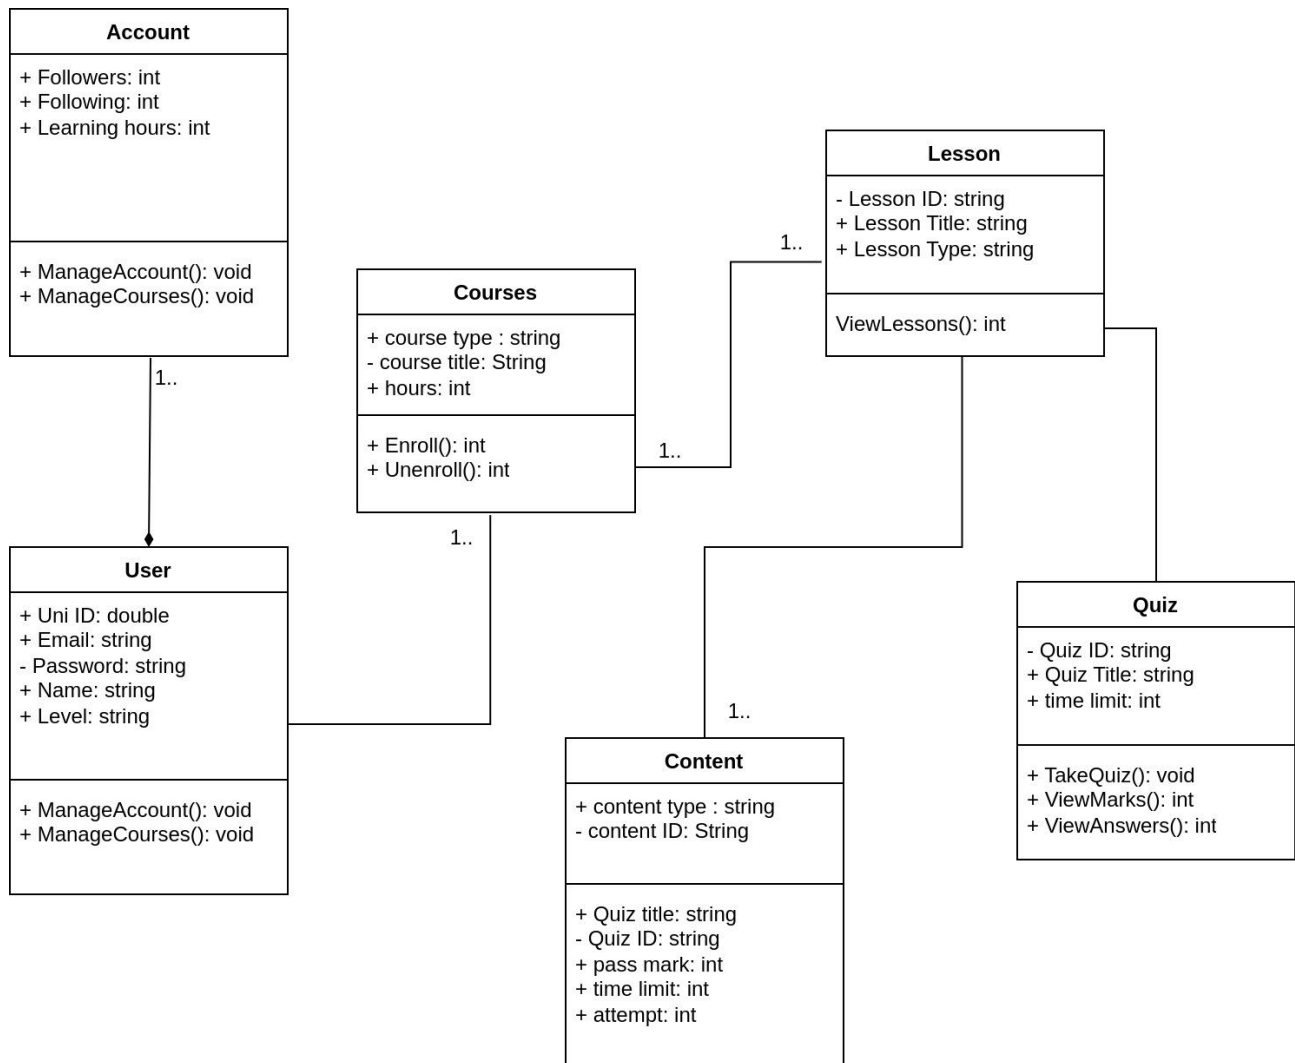 Account
+ Followers: int
+ Following: int
+ Learning hours: int
+ ManageAccount(): void
+ ManageCourses(): void
1..
User
+ Uni ID: double
+ Email: string
- Password: string
+ Name: string
+ Level: string
+ ManageAccount(): void
+ ManageCourses(): void
Courses
+ course type : string
- course title: String
+ hours: int
+ Enroll(): int
+ Unenroll(): int
1..
1..
1..
Lesson
- Lesson ID: string
+ Lesson Title: string
+ Lesson Type: string
ViewLessons(): int
1..
Content
+ content type : string
- content ID: String
+ Quiz title: string
- Quiz ID: string
+ pass mark: int
+ time limit: int
+ attempt: int
Quiz
- Quiz ID: string
+ Quiz Title: string
+ time limit: int
+ TakeQuiz(): void
+ ViewMarks(): int
+ ViewAnswers(): int